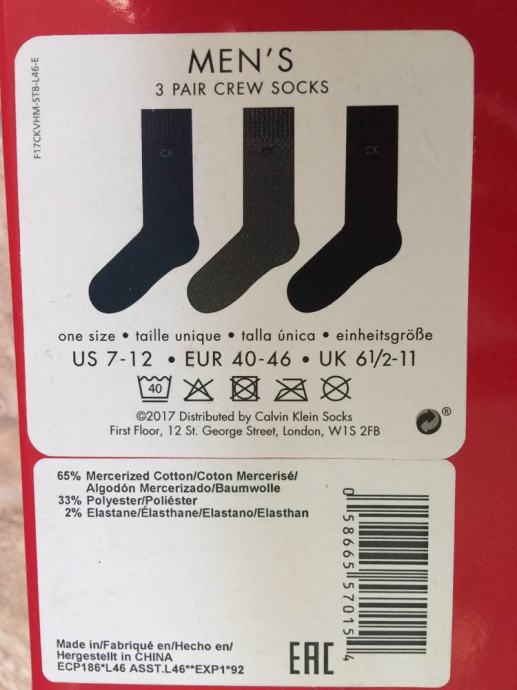 F17CKVHM-ST8-L46-E
MEN'S
3 PAIR CREW SOCKS
CK CK CK
one size • taille unique • talla única • einheitsgröße
US 7-12 • EUR 40-46 • UK 6½-11
40
©2017 Distributed by Calvin Klein Socks
First Floor, 12 St. George Street, London, W1S 2FB
®
65% Mercerized Cotton/Coton Mercerisé/
Algodón Mercerizado/Baumwolle
33% Polyester/Poliéster
2% Elastane/Élasthane/Elastano/Elasthan
0 58665 57015 4
Made in/Fabriqué en/Hecho en/
Hergestellt in CHINA
ECP186*L46 ASST.L46**EXP1*92
EAC